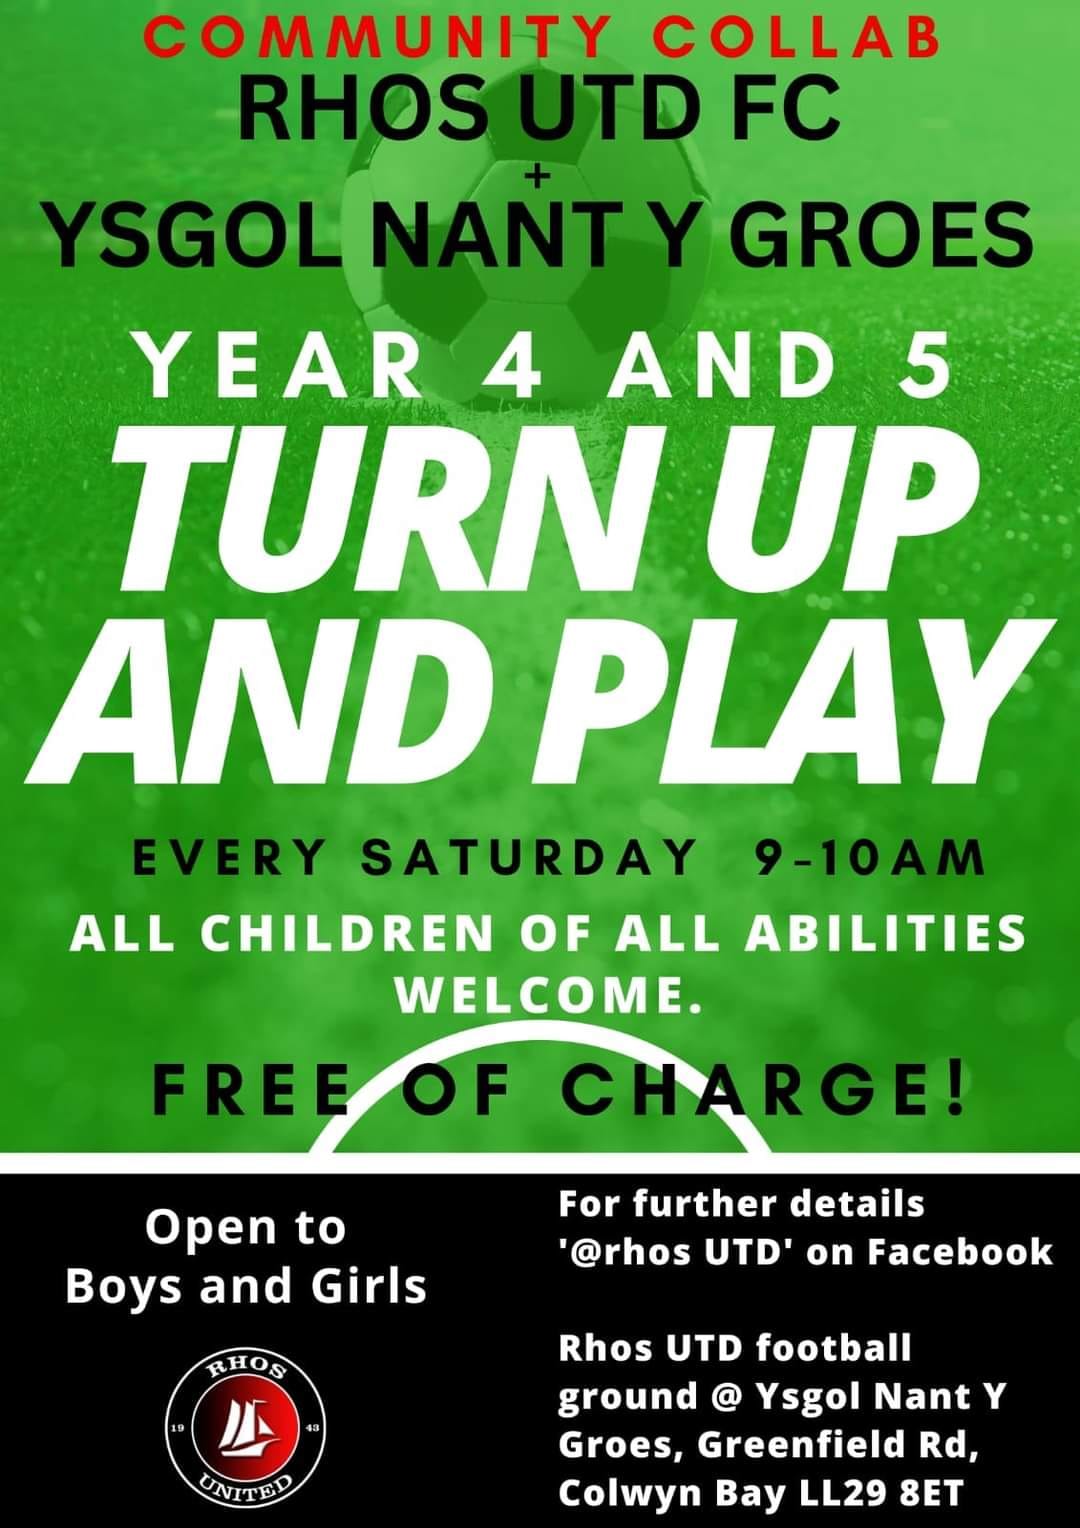 COMMUNITY COLLAB
RHOS UTD FC
+
YSGOL NANT Y GROES
YEAR 4 AND 5
TURN UP
AND PLAY
EVERY SATURDAY 9-10AM
ALL CHILDREN OF ALL ABILITIES
WELCOME.
FREE OF CHARGE!
Open to
Boys and Girls
RHOS
19 43
UNITED
For further details
'@rhos UTD' on Facebook
Rhos UTD football
ground @ Ysgol Nant Y
Groes, Greenfield Rd,
Colwyn Bay LL29 8ET